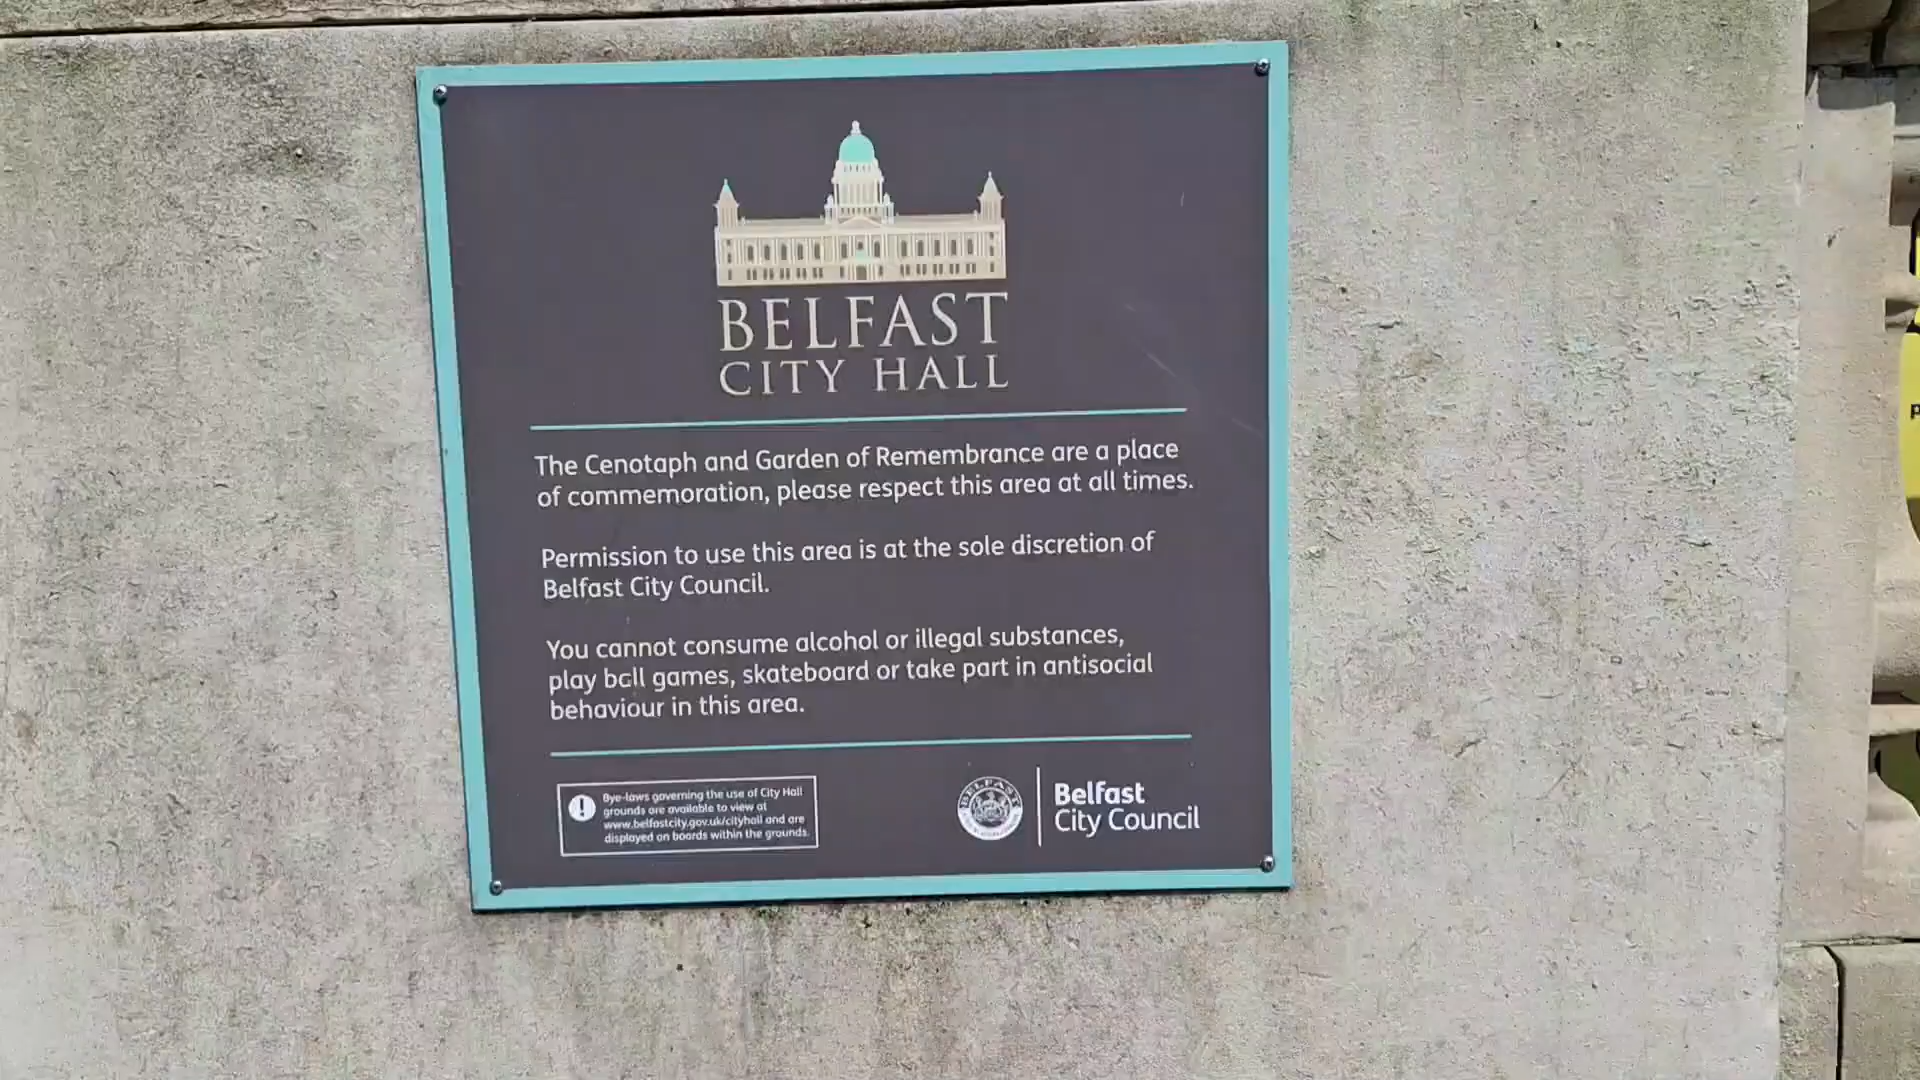 BELFAST
CITY HALL
The Cenotaph and Garden of Remembrance are a place
of commemoration, please respect this area at all times.
Permission to use this area is at the sole discretion of
Belfast City Council.
You cannot consume alcohol or illegal substances,
play ball games, skateboard or take part in antisocial
behaviour in this area.
Bye-laws governing the use of City Hall
grounds are available to view at
www.belfastcity.gov.uk/cityhall and are
displayed on boards within the grounds.
BELFAST
Belfast
City Council